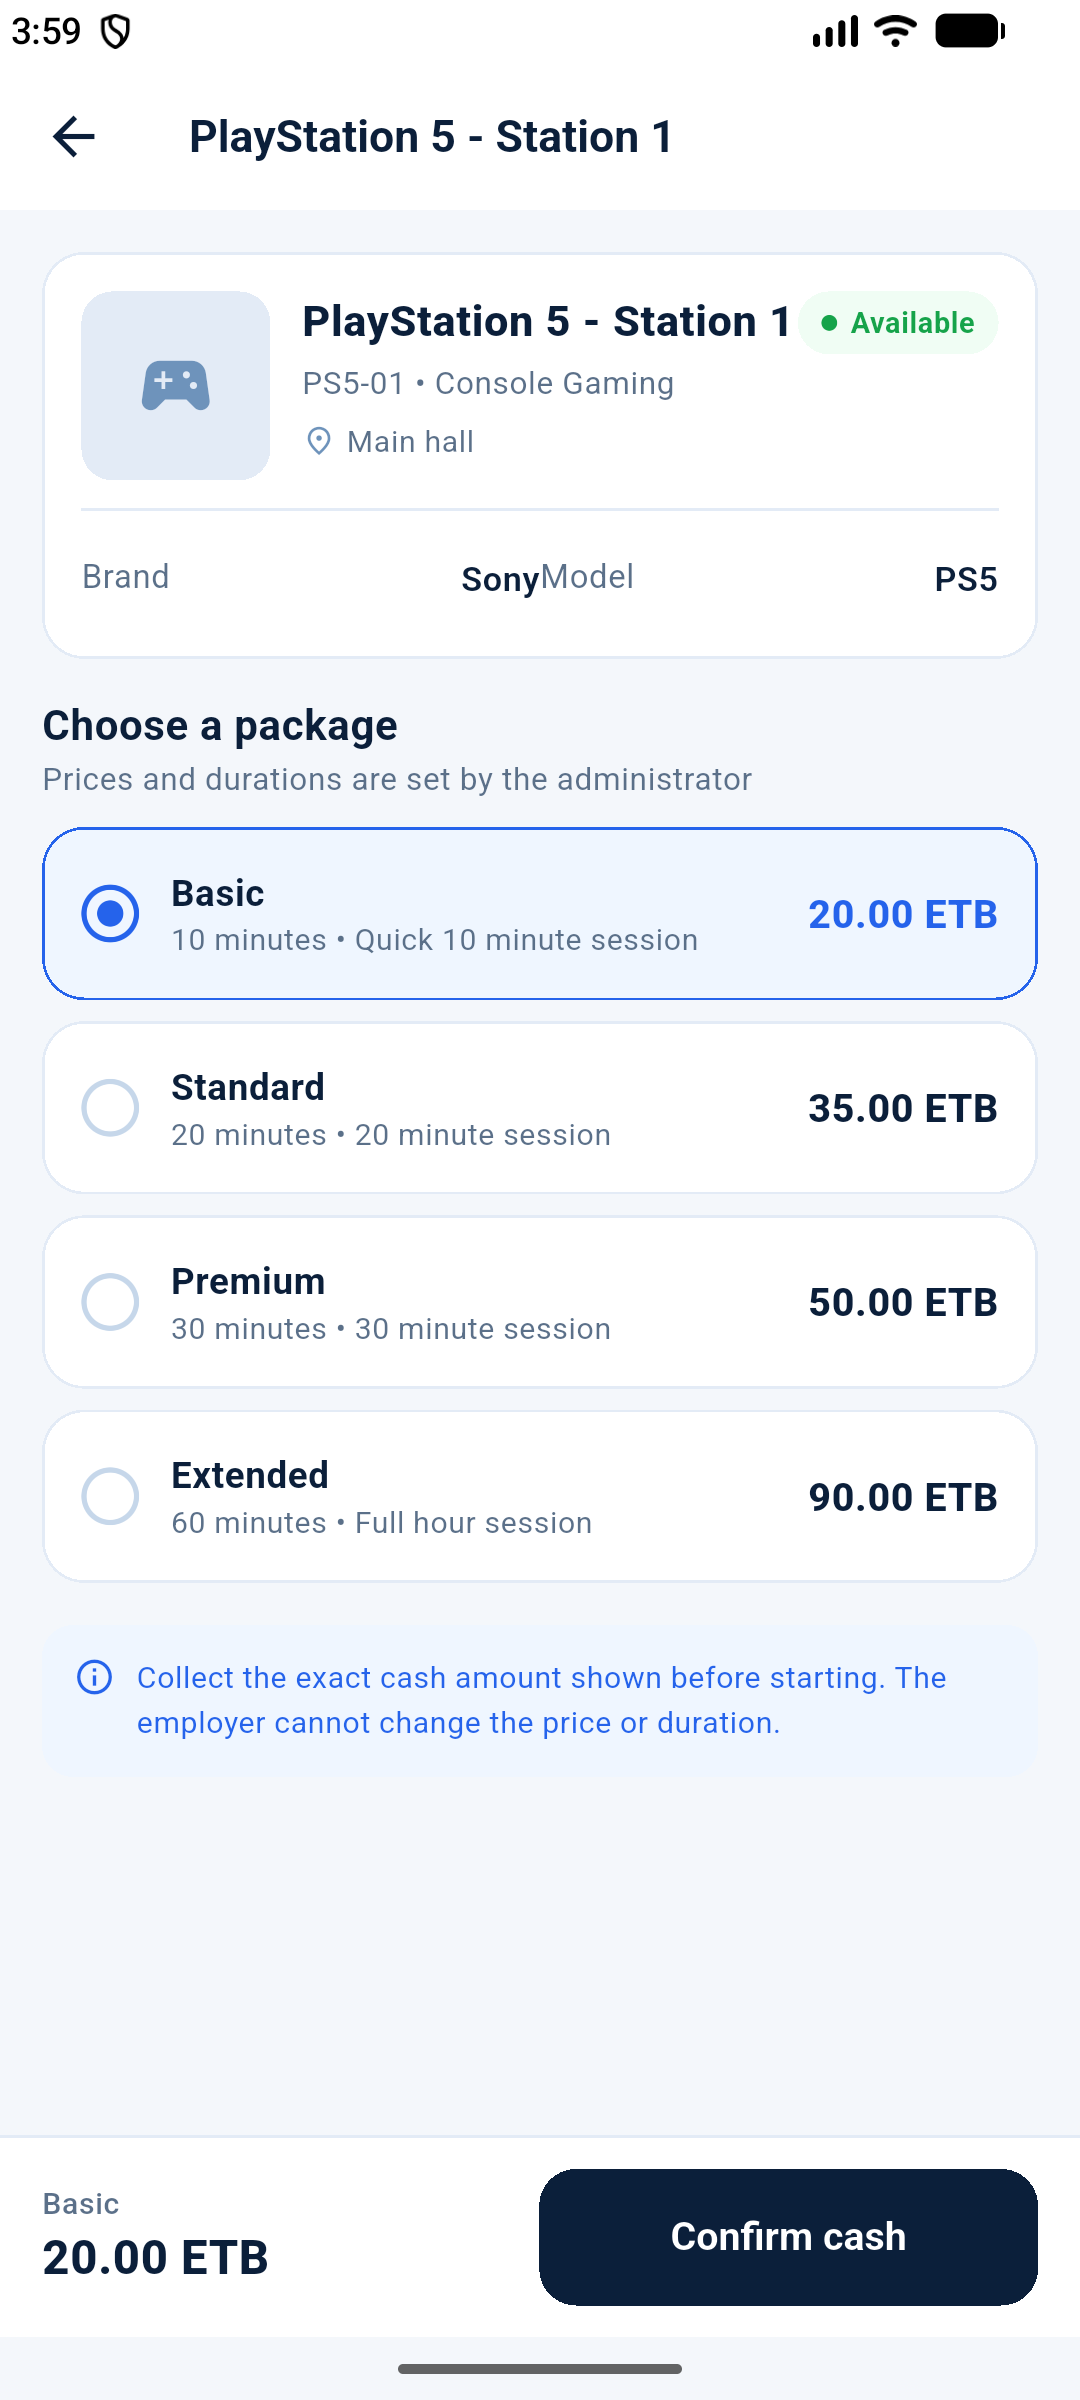 3:59
PlayStation 5 - Station 1
PlayStation 5 - Station 1
Available
PS5-01 • Console Gaming
Main hall
Brand Sony Model PS5
Choose a package
Prices and durations are set by the administrator
Basic
10 minutes • Quick 10 minute session
20.00 ETB
Standard
20 minutes • 20 minute session
35.00 ETB
Premium
30 minutes • 30 minute session
50.00 ETB
Extended
60 minutes • Full hour session
90.00 ETB
Collect the exact cash amount shown before starting. The
employer cannot change the price or duration.
Basic
20.00 ETB
Confirm cash